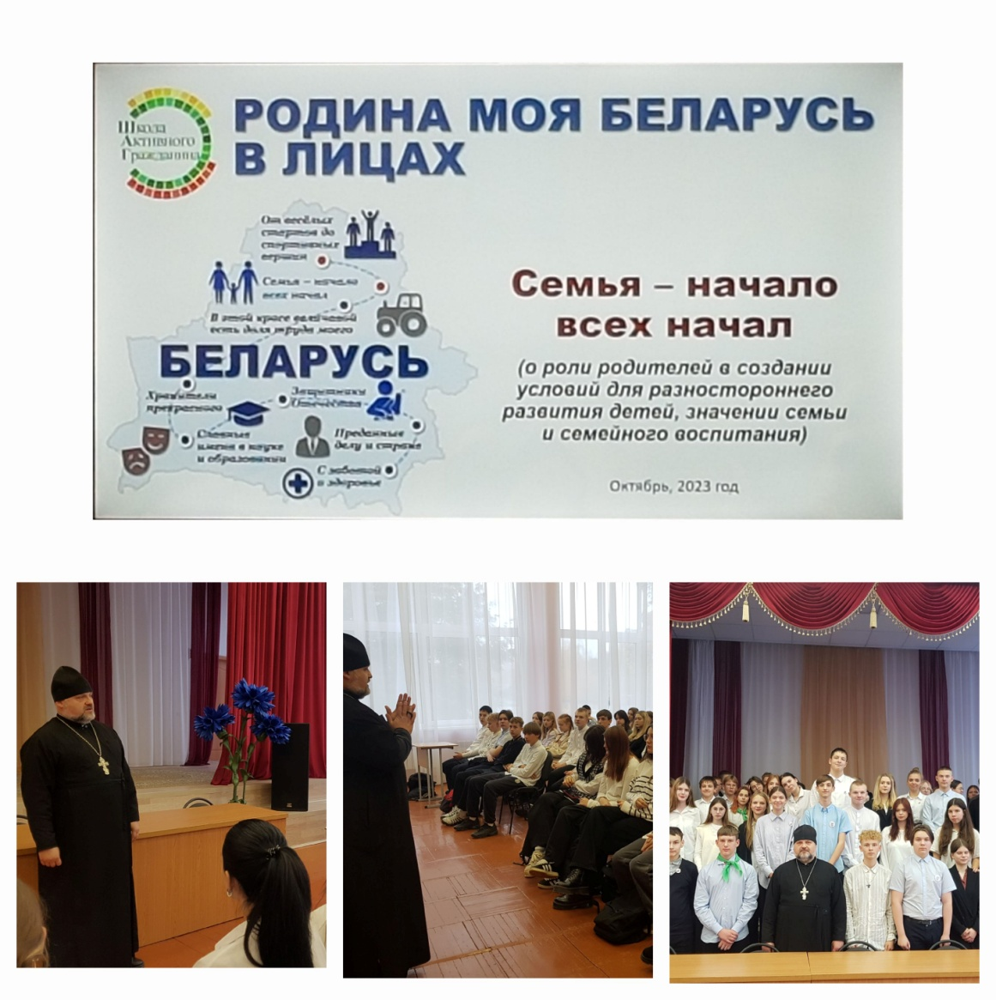 Школа
Активного
Гражданина
РОДИНА МОЯ БЕЛАРУСЬ
В ЛИЦАХ
От весёлых
стартов до
спортивных
вершин
Семья – начало
всех начал
В этой красе величавой
есть доля труда моего
БЕЛАРУСЬ
Хранители
прекрасного
Защитники
Отечества
Славные
имена в науке
и образовании
Преданные
делу и стране
С заботой
о здоровье
Семья – начало
всех начал
(о роли родителей в создании
условий для разностороннего
развития детей, значении семьи
и семейного воспитания)
Октябрь, 2023 год